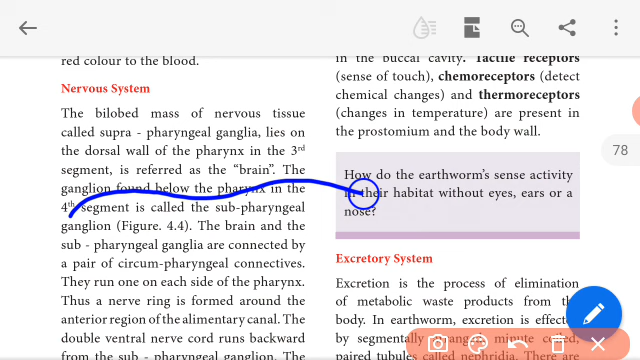 red colour to the blood.
Nervous System
The bilobed mass of nervous tissue
called supra - pharyngeal ganglia, lies on
the dorsal wall of the pharynx in the 3rd
segment, is referred as the “brain”. The
ganglion found below the pharynx in the
4th segment is called the sub-pharyngeal
ganglion (Figure. 4.4). The brain and the
sub - pharyngeal ganglia are connected by
a pair of circum-pharyngeal connectives.
They run one on each side of the pharynx.
Thus a nerve ring is formed around the
anterior region of the alimentary canal. The
double ventral nerve cord runs backward
from the sub - pharyngeal ganglion. The
in the buccal cavity. Tactile receptors
(sense of touch), chemoreceptors (detect
chemical changes) and thermoreceptors
(changes in temperature) are present in
the prostomium and the body wall.
How do the earthworm's sense activity
in their habitat without eyes, ears or a
nose?
Excretory System
Excretion is the process of elimination
of metabolic waste products from the
body. In earthworm, excretion is effected
by segmentally arranged, minute coiled,
paired tubules called nephridia. There are
78